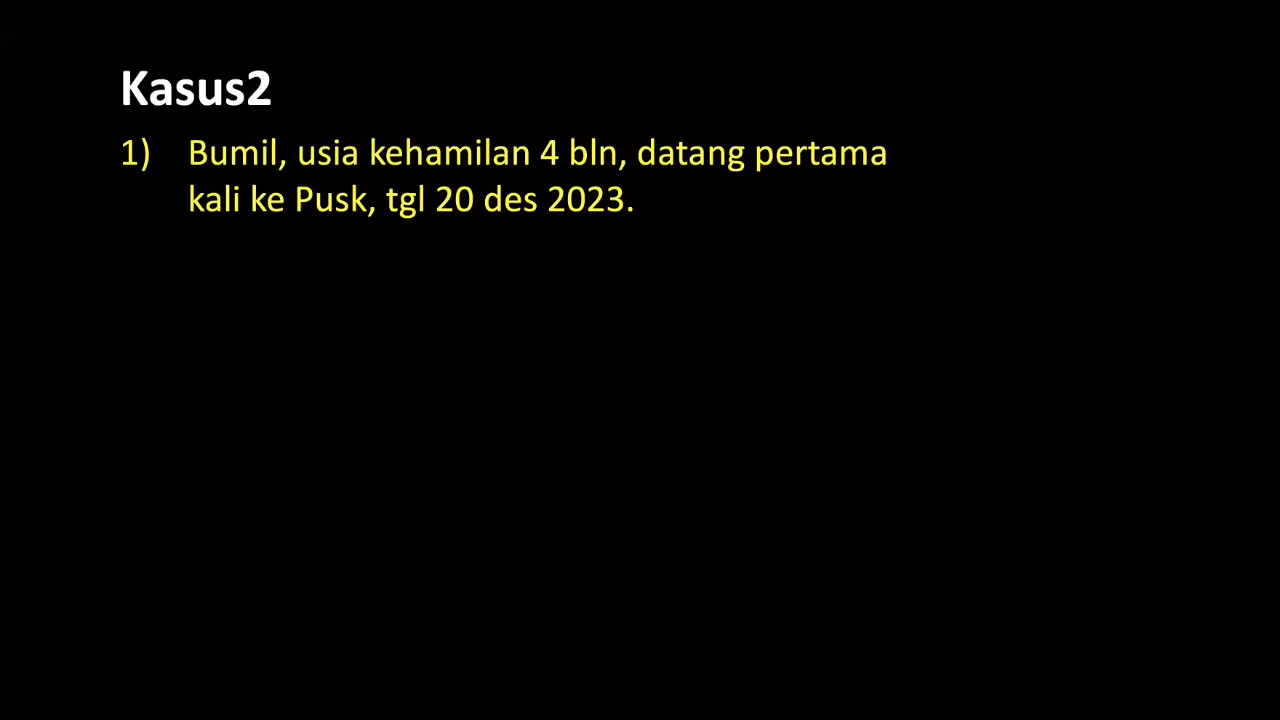 Kasus2
1) Bumil, usia kehamilan 4 bln, datang pertama
kali ke Pusk, tgl 20 des 2023.